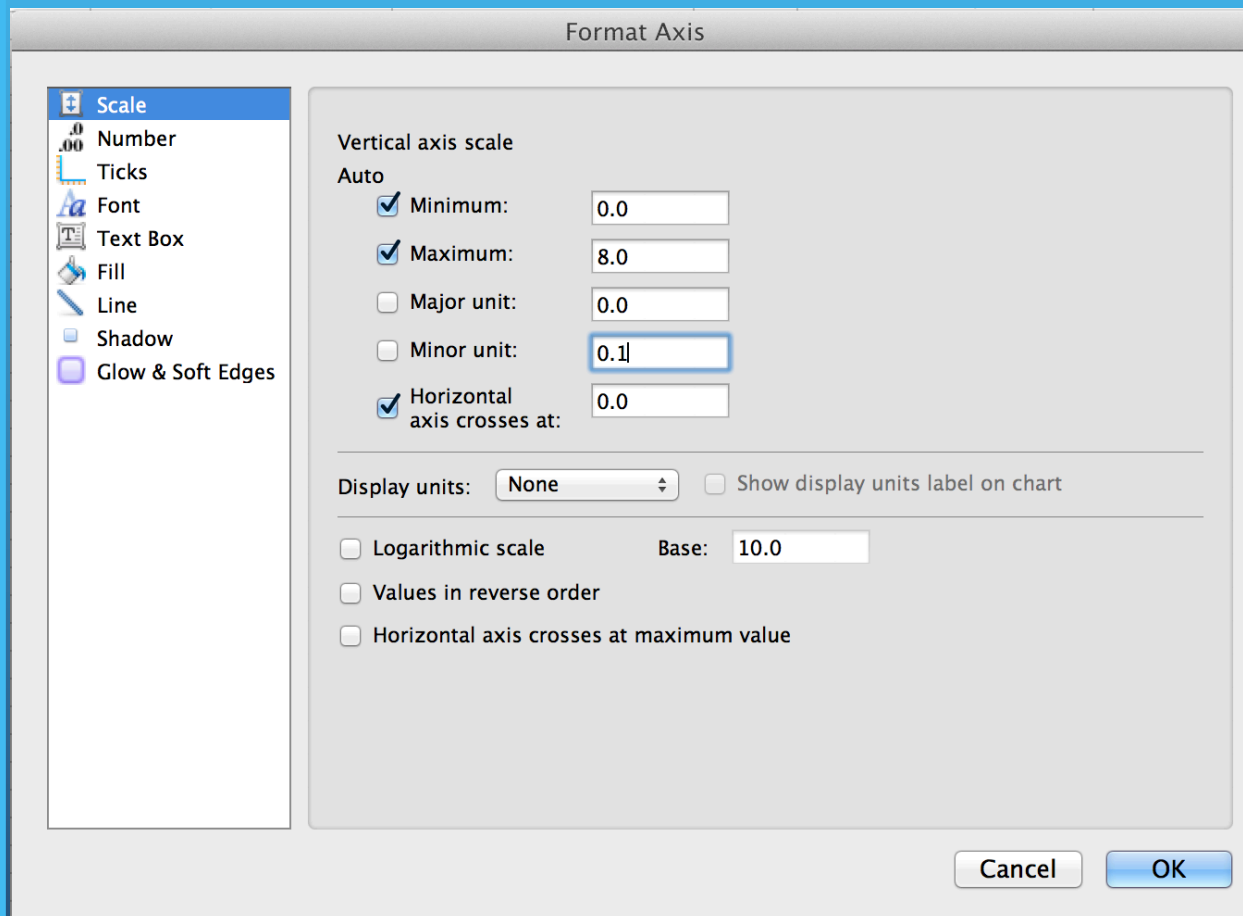 Format Axis
Scale
.0
.00
Number
Ticks
Aa
Font
T
Text Box
Fill
Line
Shadow
Glow & Soft Edges
Vertical axis scale
Auto
Minimum: 0.0
Maximum: 8.0
Major unit: 0.0
Minor unit: 0.1
Horizontal
axis crosses at: 0.0
Display units: None Show display units label on chart
Logarithmic scale Base: 10.0
Values in reverse order
Horizontal axis crosses at maximum value
Cancel OK